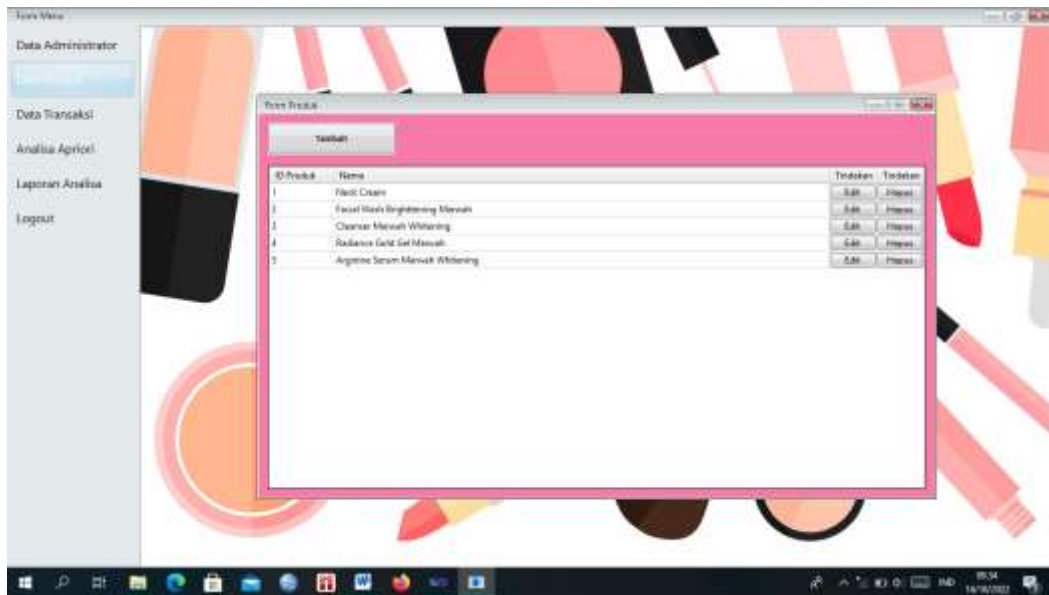 Form Menu
Data Administrator
Data Transaksi
Analisa Apriori
Laporan Analisa
Logout
Form Produk
Tambah
ID Produk Nama Tindakan Tindakan
1 Neck Cream Edit Hapus
2 Facial Wash Brightening Marwah Edit Hapus
3 Cleanser Marwah Whitening Edit Hapus
4 Radiance Gold Gel Marwah Edit Hapus
5 Arginine Serum Marwah Whitening Edit Hapus
IND